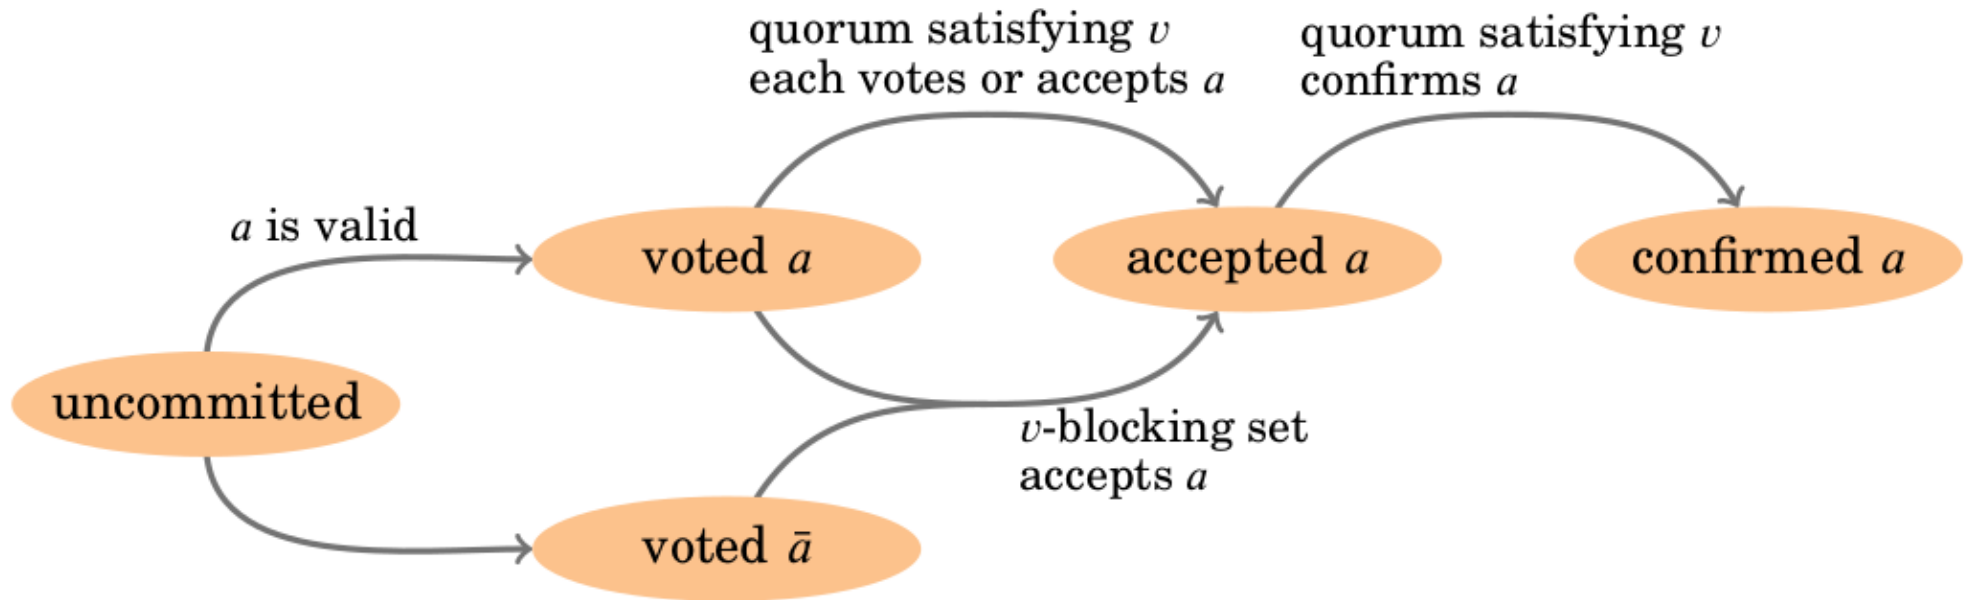 quorum satisfying v
each votes or accepts a
quorum satisfying v
confirms a
a is valid
voted a
accepted a
confirmed a
uncommitted
v-blocking set
accepts a
voted ā